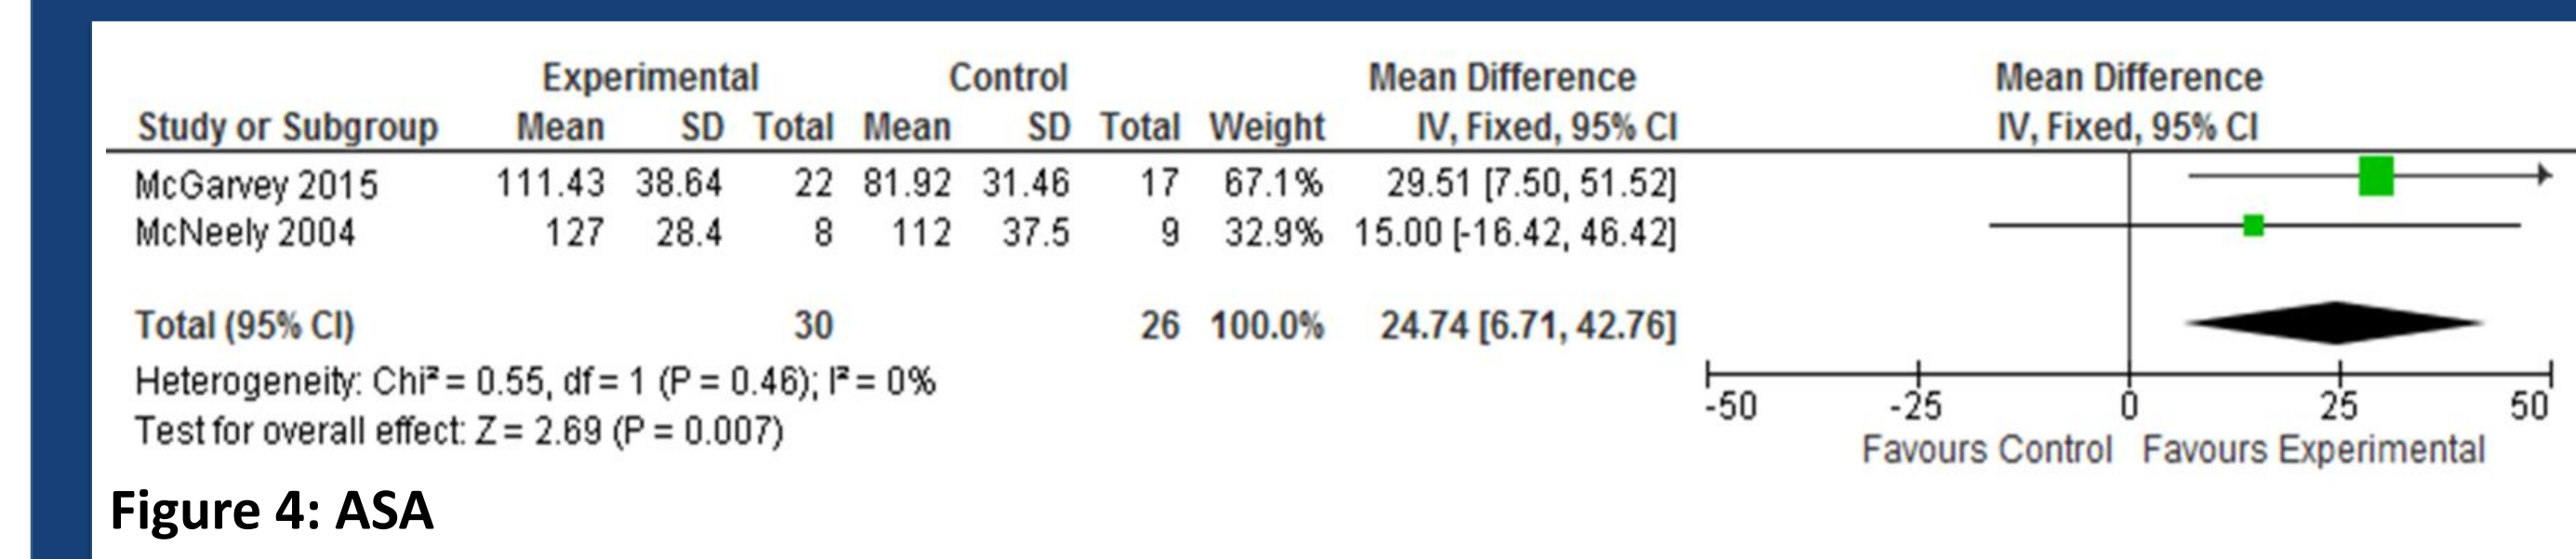 Experimental Control Mean Difference Mean Difference
Study or Subgroup Mean SD Total Mean SD Total Weight IV, Fixed, 95% CI IV, Fixed, 95% CI
McGarvey 2015 111.43 38.64 22 81.92 31.46 17 67.1% 29.51 [7.50, 51.52]
McNeely 2004 127 28.4 8 112 37.5 9 32.9% 15.00 [-16.42, 46.42]
Total (95% CI) 30 26 100.0% 24.74 [6.71, 42.76]
Heterogeneity: Chi² = 0.55, df = 1 (P = 0.46); I² = 0%
Test for overall effect: Z = 2.69 (P = 0.007)
-50 -25 0 25 50
Favours Control Favours Experimental
Figure 4: ASA